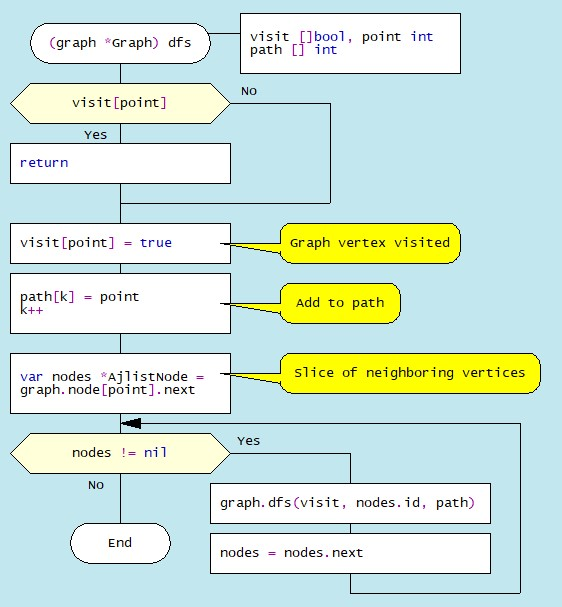 (graph *Graph) dfs
visit []bool, point int
path [] int
visit[point]
No
Yes
return
visit[point] = true
Graph vertex visited
path[k] = point
k++
Add to path
var nodes *AjlistNode =
graph.node[point].next
Slice of neighboring vertices
nodes != nil
Yes
No
graph.dfs(visit, nodes.id, path)
nodes = nodes.next
End